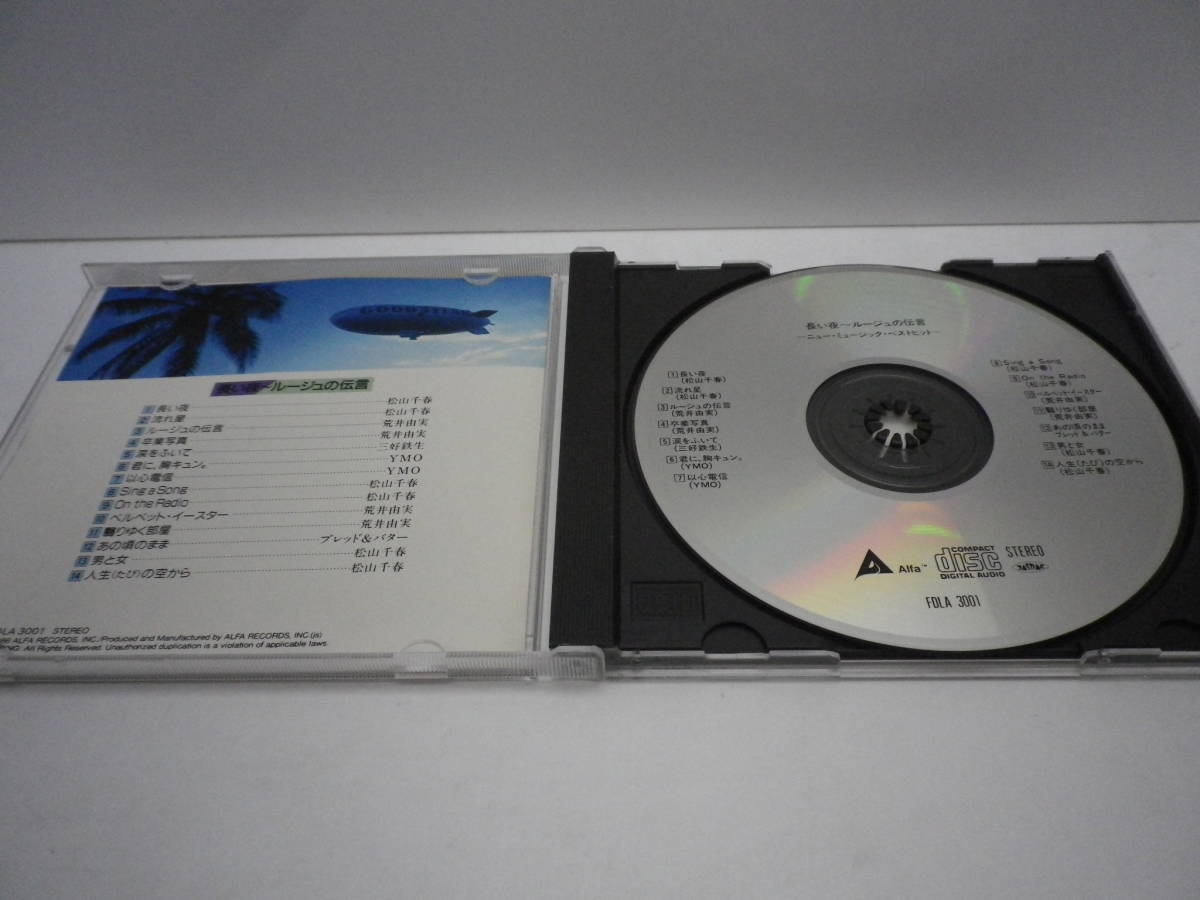 GOODYEAR
長い夜〜ルージュの伝言
1 長い夜 松山千春
2 流れ星 松山千春
3 ルージュの伝言 荒井由実
4 卒業写真 荒井由実
5 涙をふいて 三好鉄生
6 君に、胸キュン。 YMO
7 以心電信 YMO
8 Sing a Song 松山千春
9 On the Radio 松山千春
10 ベルベット・イースター 荒井由実
11 翳りゆく部屋 荒井由実
12 あの頃のまま ブレッド&バター
13 男と女 松山千春
14 人生(たび)の空から 松山千春
DLA 3001 STEREO
86 ALFA RECORDS, INC./Produced and Manufactured by ALFA RECORDS, INC.(js)
All Rights Reserved. Unauthorized duplication is a violation of applicable laws.
長い夜〜ルージュの伝言
—ニュー・ミュージック・ベストヒット—
1 長い夜
(松山千春)
2 流れ星
(松山千春)
3 ルージュの伝言
(荒井由実)
4 卒業写真
(荒井由実)
5 涙をふいて
(三好鉄生)
6 君に、胸キュン。
(YMO)
7 以心電信
(YMO)
8 Sing a Song
(松山千春)
9 On the Radio
(松山千春)
10 ベルベット・イースター
(荒井由実)
11 翳りゆく部屋
(荒井由実)
12 あの頃のまま
ブレッド&バター
13 男と女
(松山千春)
14 人生(たび)の空から
(松山千春)
Alfa™
COMPACT
disc
DIGITAL AUDIO
STEREO
FDLA 3001